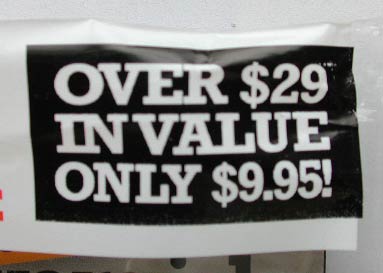 OVER $29
IN VALUE
ONLY $9.95!